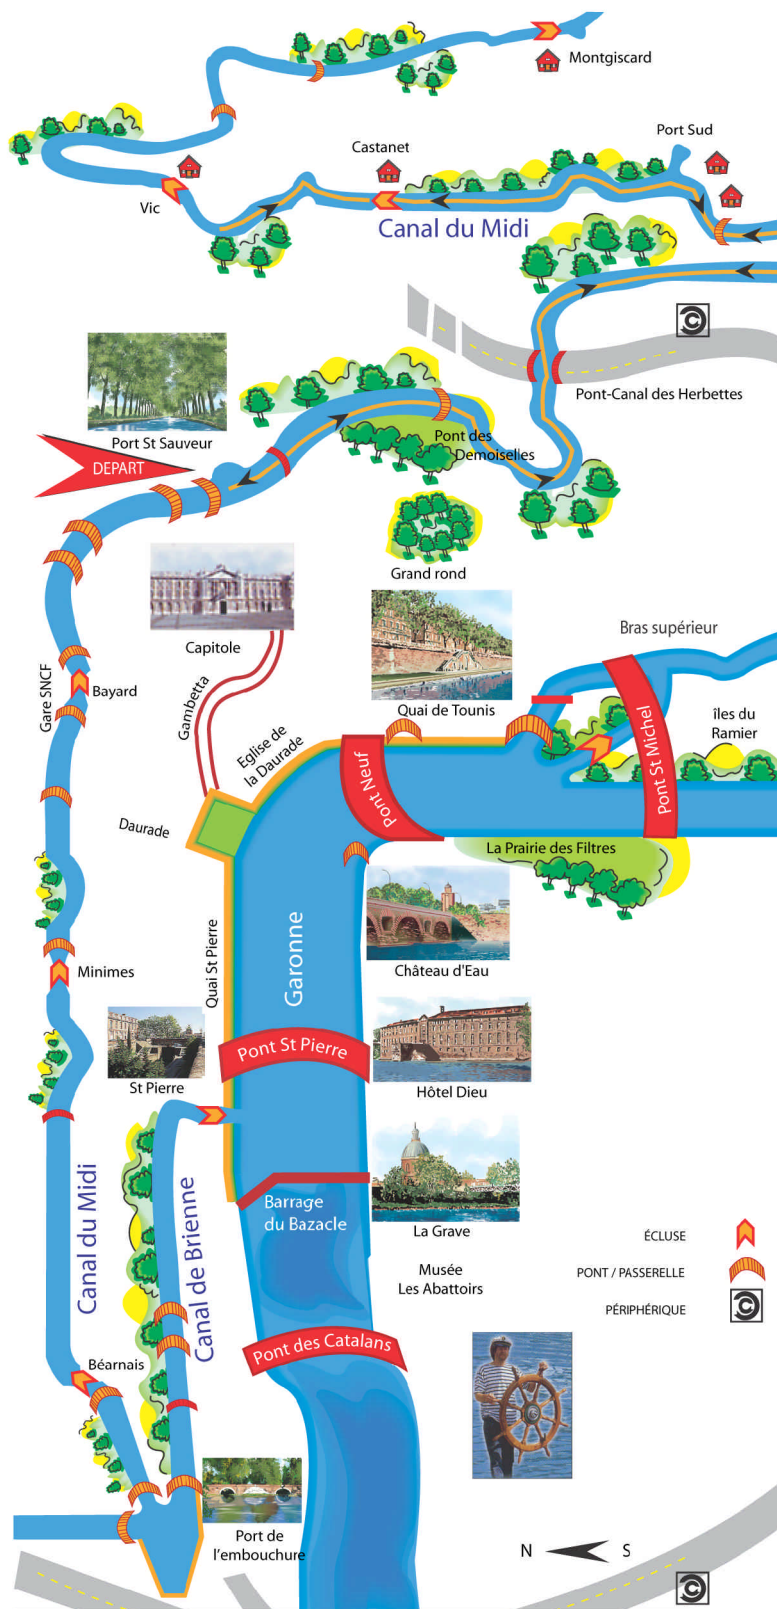 Montgiscard
Port Sud
Castanet
Vic
Canal du Midi
Pont-Canal des Herbettes
Port St Sauveur
DEPART
Pont des
Demoiselles
Grand rond
Capitole
Gambetta
Gare SNCF
Bayard
Quai de Tounis
Bras supérieur
îles du
Ramier
Pont St Michel
Eglise de
la Daurade
Pont Neuf
Daurade
La Prairie des Filtres
Quai St Pierre
Garonne
Château d'Eau
Minimes
Pont St Pierre
St Pierre
Hôtel Dieu
Canal du Midi
Canal de Brienne
Barrage
du Bazacle
La Grave
Musée
Les Abattoirs
ÉCLUSE
PONT / PASSERELLE
PÉRIPHÉRIQUE
Pont des Catalans
Béarnais
Port de
l'embouchure
N S